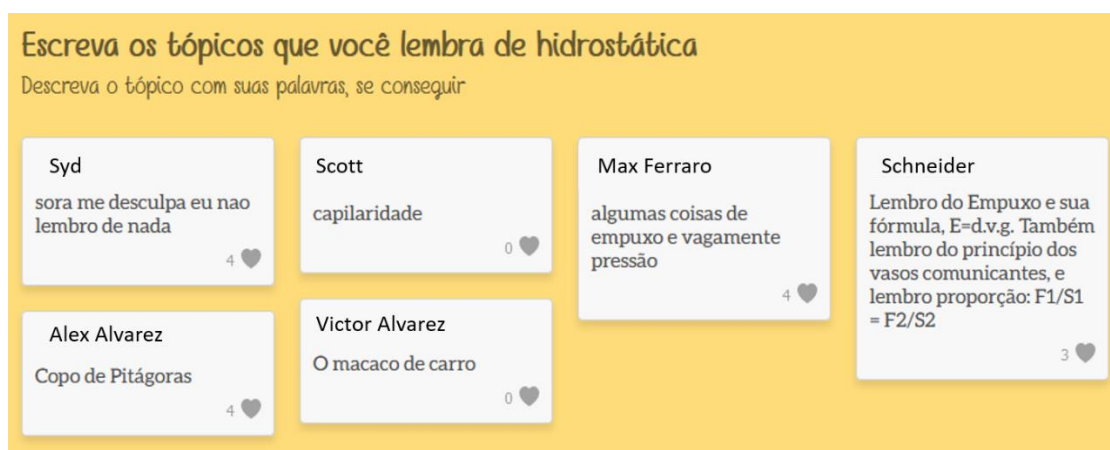 Escreva os tópicos que você lembra de hidrostática
Descreva o tópico com suas palavras, se conseguir
Syd
sora me desculpa eu nao
lembro de nada
4
Alex Alvarez
Copo de Pitágoras
4
Scott
capilaridade
0
Victor Alvarez
O macaco de carro
0
Max Ferraro
algumas coisas de
empuxo e vagamente
pressão
4
Schneider
Lembro do Empuxo e sua
fórmula, E=d.v.g. Também
lembro do princípio dos
vasos comunicantes, e
lembro proporção: F1/S1
= F2/S2
3